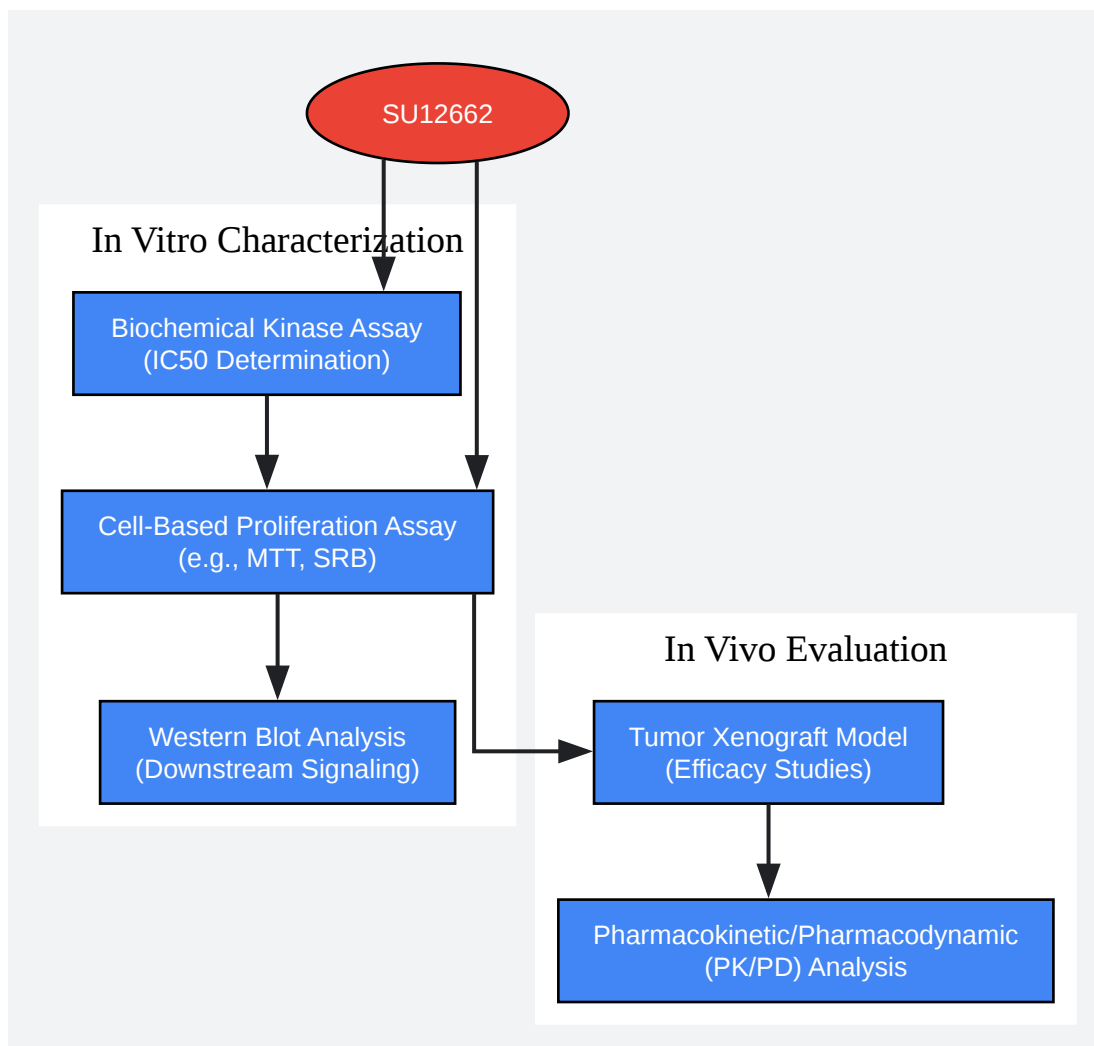 SU12662
In Vitro Characterization
Biochemical Kinase Assay
(IC50 Determination)
Cell-Based Proliferation Assay
(e.g., MTT, SRB)
Western Blot Analysis
(Downstream Signaling)
In Vivo Evaluation
Tumor Xenograft Model
(Efficacy Studies)
Pharmacokinetic/Pharmacodynamic
(PK/PD) Analysis